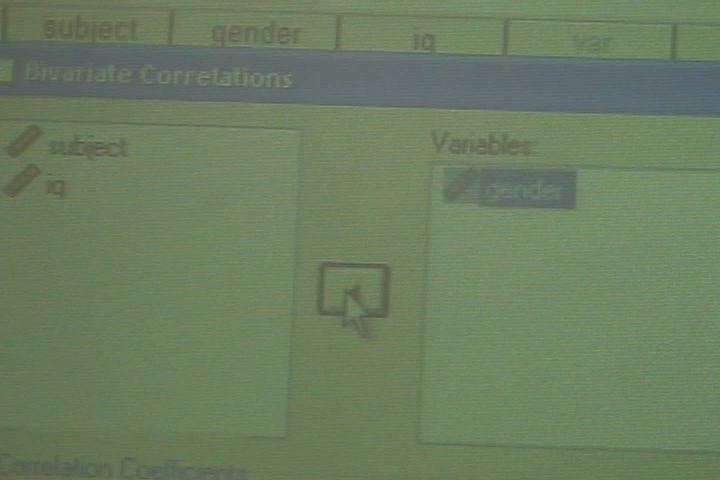 subject gender iq var
Bivariate Correlations
subject
iq
Variables:
gender
Correlation Coefficients